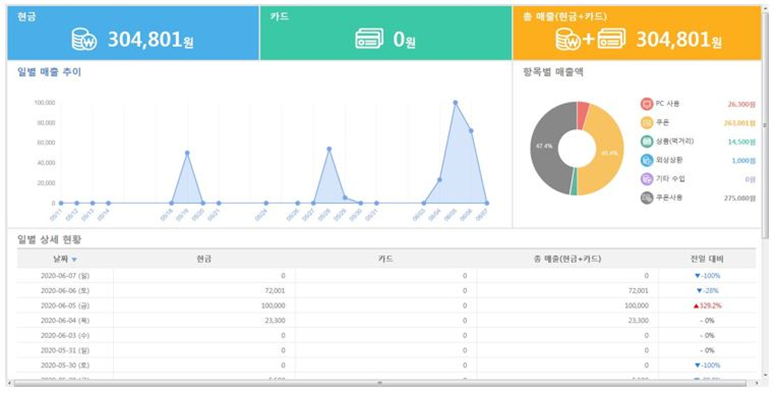 현금
304,801원
카드
0원
총 매출(현금+카드)
+ 304,801원
일별 매출 추이
항목별 매출액
100,000
80,000
60,000
40,000
20,000
0
05/11
05/12
05/13
05/14
05/18
05/19
05/20
05/21
05/24
05/26
05/27
05/28
05/29
05/30
05/31
06/03
06/04
06/05
06/06
06/07
47.4%
45.4%
PC 사용 26,300원
쿠폰 263,001원
상품(먹거리) 14,500원
외상상환 1,000원
기타 수입 0원
쿠폰사용 275,000원
일별 상세 현황
날짜 ▼ 현금 카드 총 매출(현금+카드) 전일 대비
2020-06-07 (일) 0 0 0 ▼-100%
2020-06-06 (토) 72,001 0 72,001 ▼-28%
2020-06-05 (금) 100,000 0 100,000 ▲329.2%
2020-06-04 (목) 23,300 0 23,300 - 0%
2020-06-03 (수) 0 0 0 - 0%
2020-05-31 (일) 0 0 0 - 0%
2020-05-30 (토) 0 0 0 ▼-100%